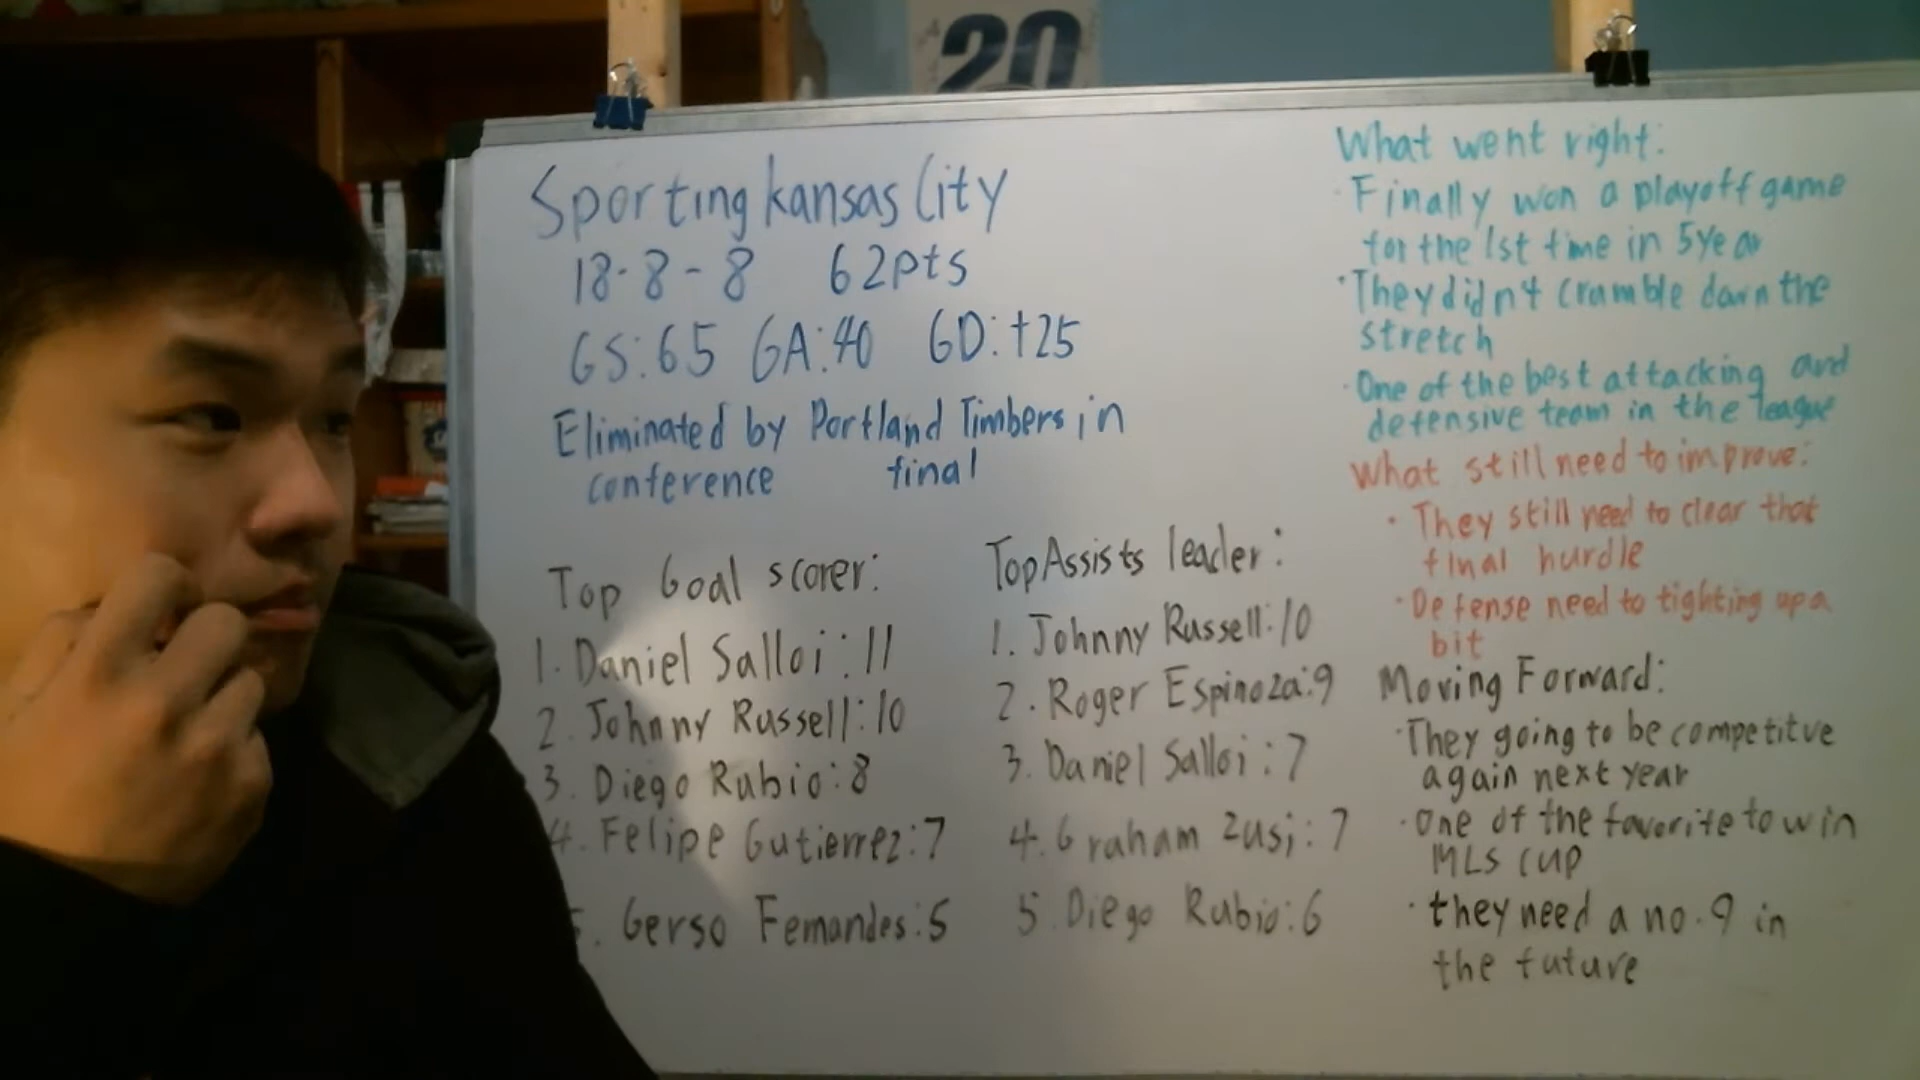 20
Sporting kansas City
18-8-8 62pts
GS:65 GA:40 GD:+25
Eliminated by Portland Timbers in
conference final
Top Goal scorer:
1. Daniel Salloi:11
2. Johnny Russell:10
3. Diego Rubio:8
4. Felipe Gutierrez:7
5. Gerso Femandes:5
Top Assists leader:
1. Johnny Russell:10
2. Roger Espinoza:9
3. Daniel Salloi:7
4. Graham Zusi:7
5. Diego Rubio:6
What went right:
· Finally won a playoff game
for the 1st time in 5 year
· They didn't cramble down the
stretch
· One of the best attacking and
defensive team in the league
What still need to improve:
· They still need to clear that
final hurdle
· Defense need to tighting up a
bit
Moving Forward:
· They going to be competitve
again next year
· One of the favorite to win
MLS CUP
· they need a no.9 in
the future